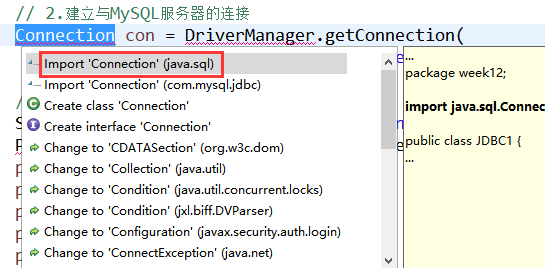 // 2.建立与MySQL服务器的连接
Connection con = DriverManager.getConnection(
Import 'Connection' (java.sql)
Import 'Connection' (com.mysql.jdbc)
Create class 'Connection'
Create interface 'Connection'
Change to 'CDATASection' (org.w3c.dom)
Change to 'Collection' (java.util)
Change to 'Condition' (java.util.concurrent.locks)
Change to 'Condition' (jxl.biff.DVParser)
Change to 'Configuration' (javax.security.auth.login)
Change to 'ConnectException' (java.net)
...
package week12;
import java.sql.Connec
public class JDBC1 {
...